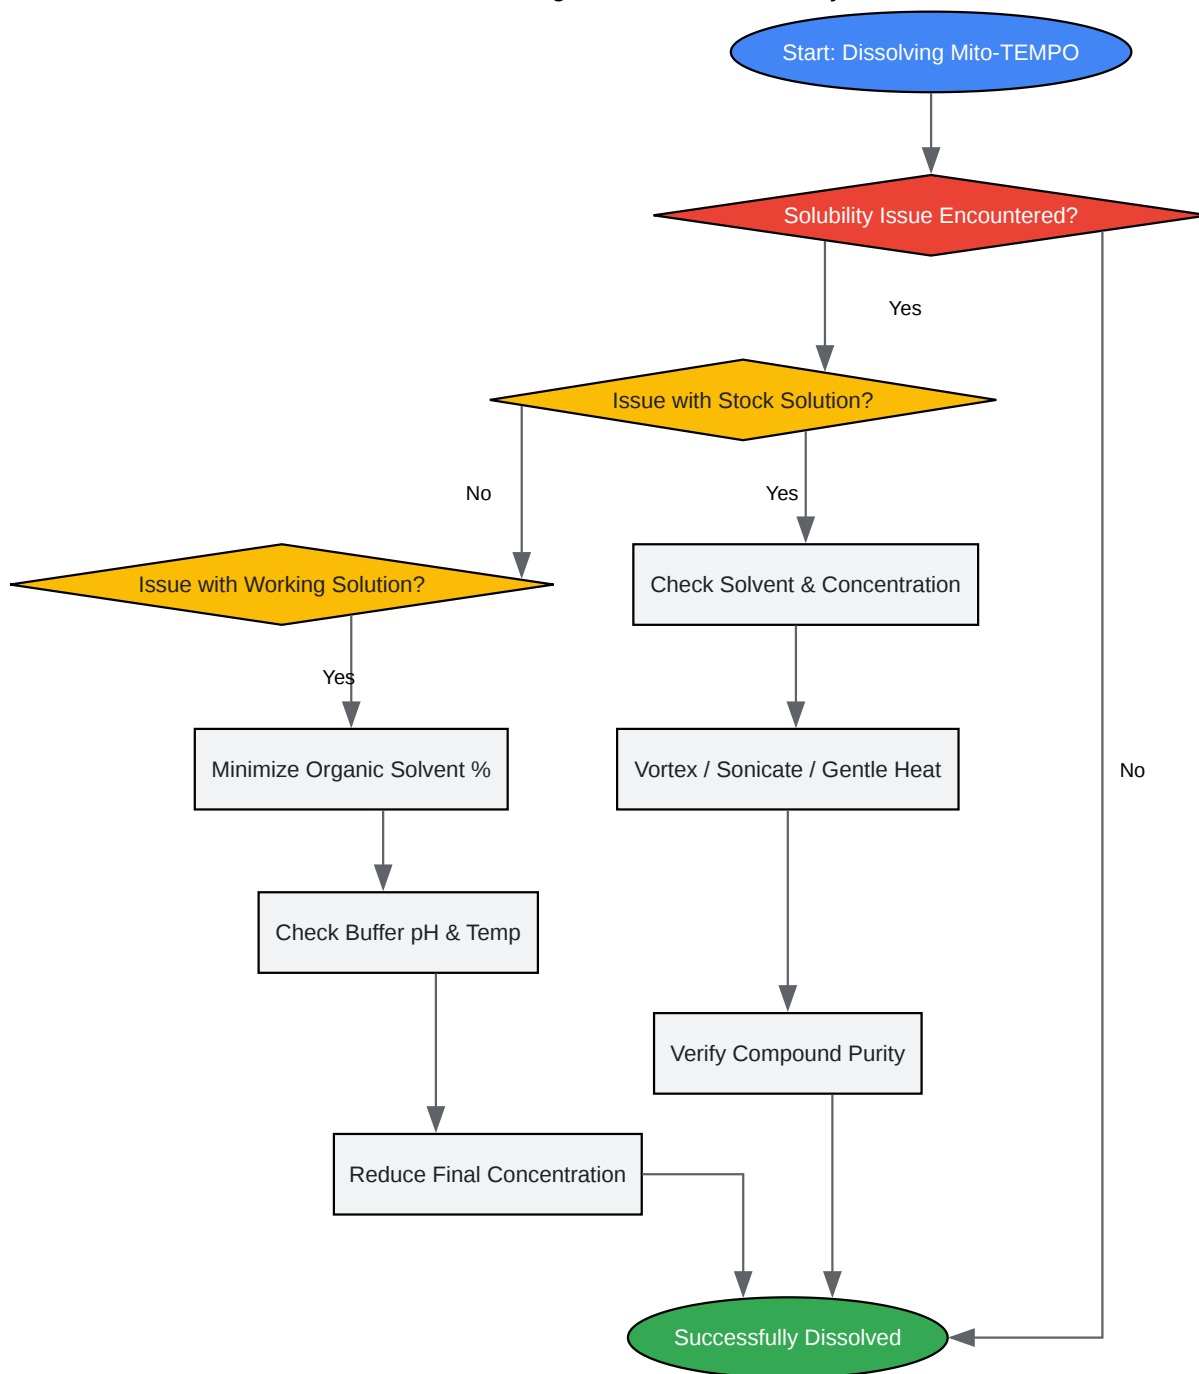 Start: Dissolving Mito-TEMPO
Solubility Issue Encountered?
Yes
Issue with Stock Solution?
No
Yes
Issue with Working Solution?
Check Solvent & Concentration
Yes
Minimize Organic Solvent %
Vortex / Sonicate / Gentle Heat
No
Check Buffer pH & Temp
Verify Compound Purity
Reduce Final Concentration
Successfully Dissolved